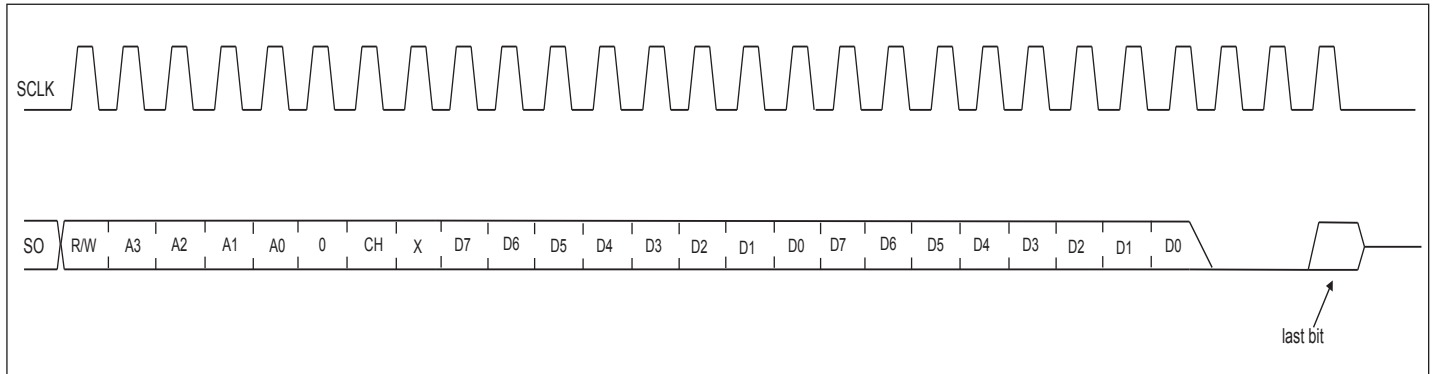 SCLK
SO R/W A3 A2 A1 A0 0 CH X D7 D6 D5 D4 D3 D2 D1 D0 D7 D6 D5 D4 D3 D2 D1 D0
last bit